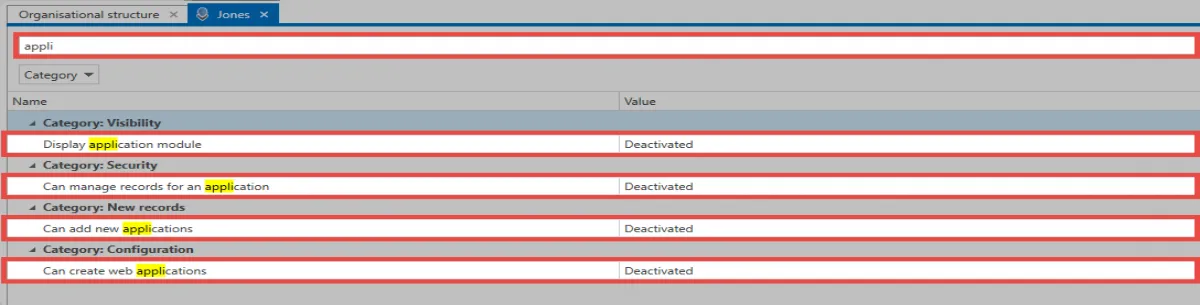 Organisational structure Jones
appli
Category
Name Value
Category: Visibility
Display application module Deactivated
Category: Security
Can manage records for an application Deactivated
Category: New records
Can add new applications Deactivated
Category: Configuration
Can create web applications Deactivated